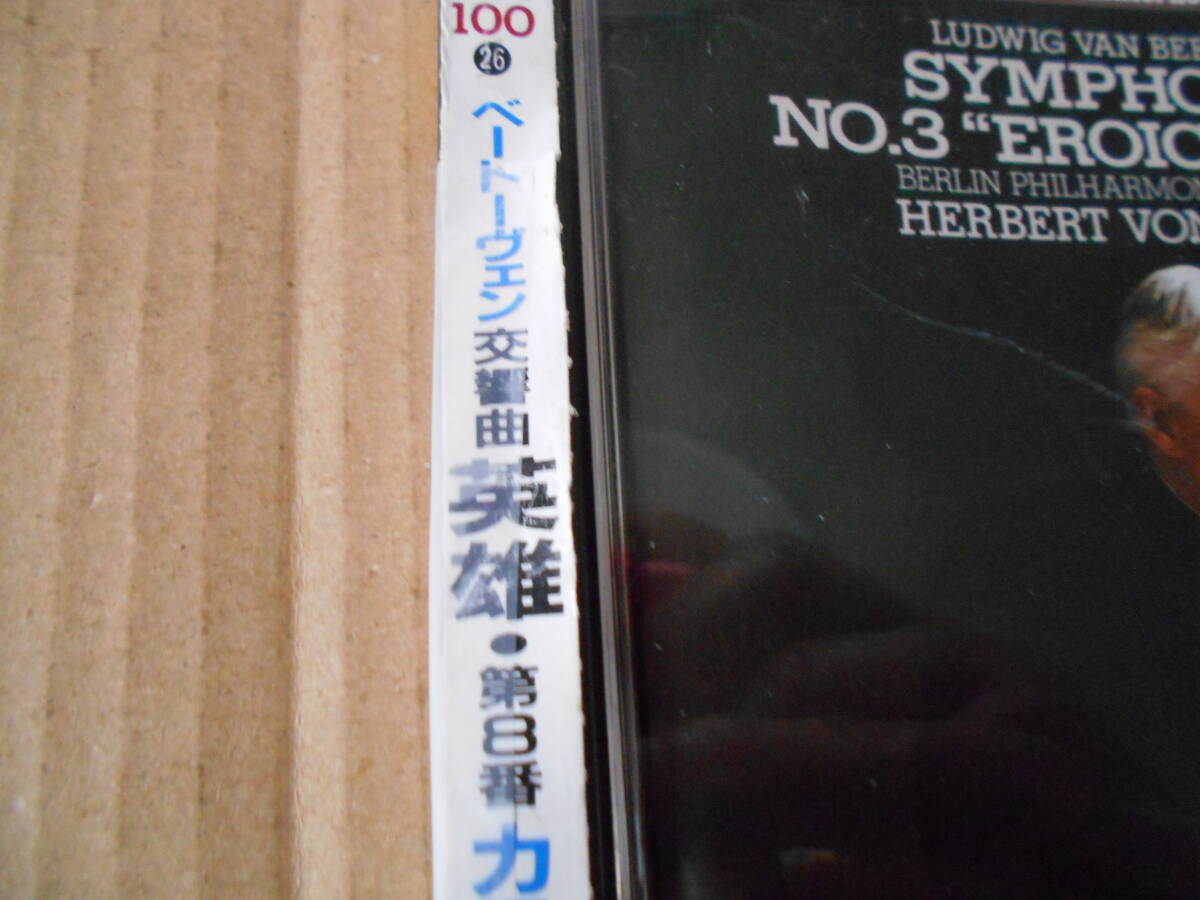 100
26
ベートーヴェン交響曲
英雄・第8番
カ
LUDWIG VAN BE
SYMPHO
NO.3 “EROIC
BERLIN PHILHARMON
HERBERT VON